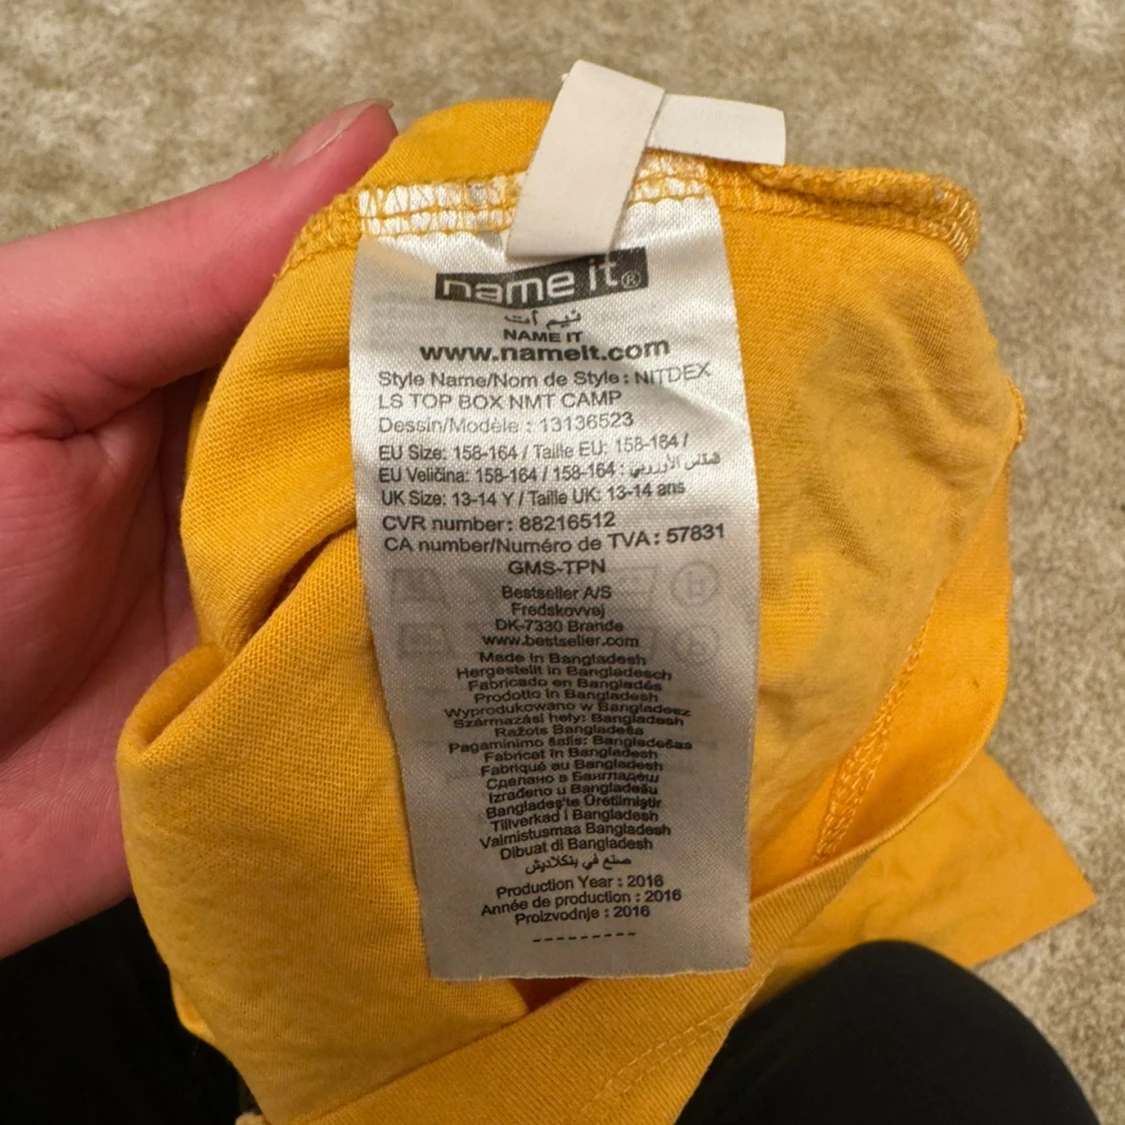 name it®
نيم ات
NAME IT
www.nameit.com
Style Name/Nom de Style : NITDEX
LS TOP BOX NMT CAMP
Dessin/Modèle : 13136523
EU Size: 158-164 / Taille EU: 158-164 /
EU Veličina: 158-164 / 158-164 : المقاس الأوروبي
UK Size: 13-14 Y / Taille UK: 13-14 ans
CVR number: 88216512
CA number/Numéro de TVA : 57831
GMS-TPN
Bestseller A/S
Fredskovvej
DK-7330 Brande
www.bestseller.com
Made in Bangladesh
Hergestellt in Bangladesch
Fabricado en Bangladés
Prodotto in Bangladesh
Wyprodukowano w Bangladesz
Származási hely: Bangladesh
Ražots Bangladeša
Pagaminimo šalis: Bangladešas
Fabricat în Bangladesh
Fabriqué au Bangladesh
Сделано в Бангладеш
Izrađeno u Bangladešu
Bangladeş'te Üretilmiştir
Tillverkad i Bangladesh
Valmistusmaa Bangladesh
Dibuat di Bangladesh
صنع في بنكلاديش
Production Year : 2016
Année de production : 2016
Proizvodnje : 2016
---------